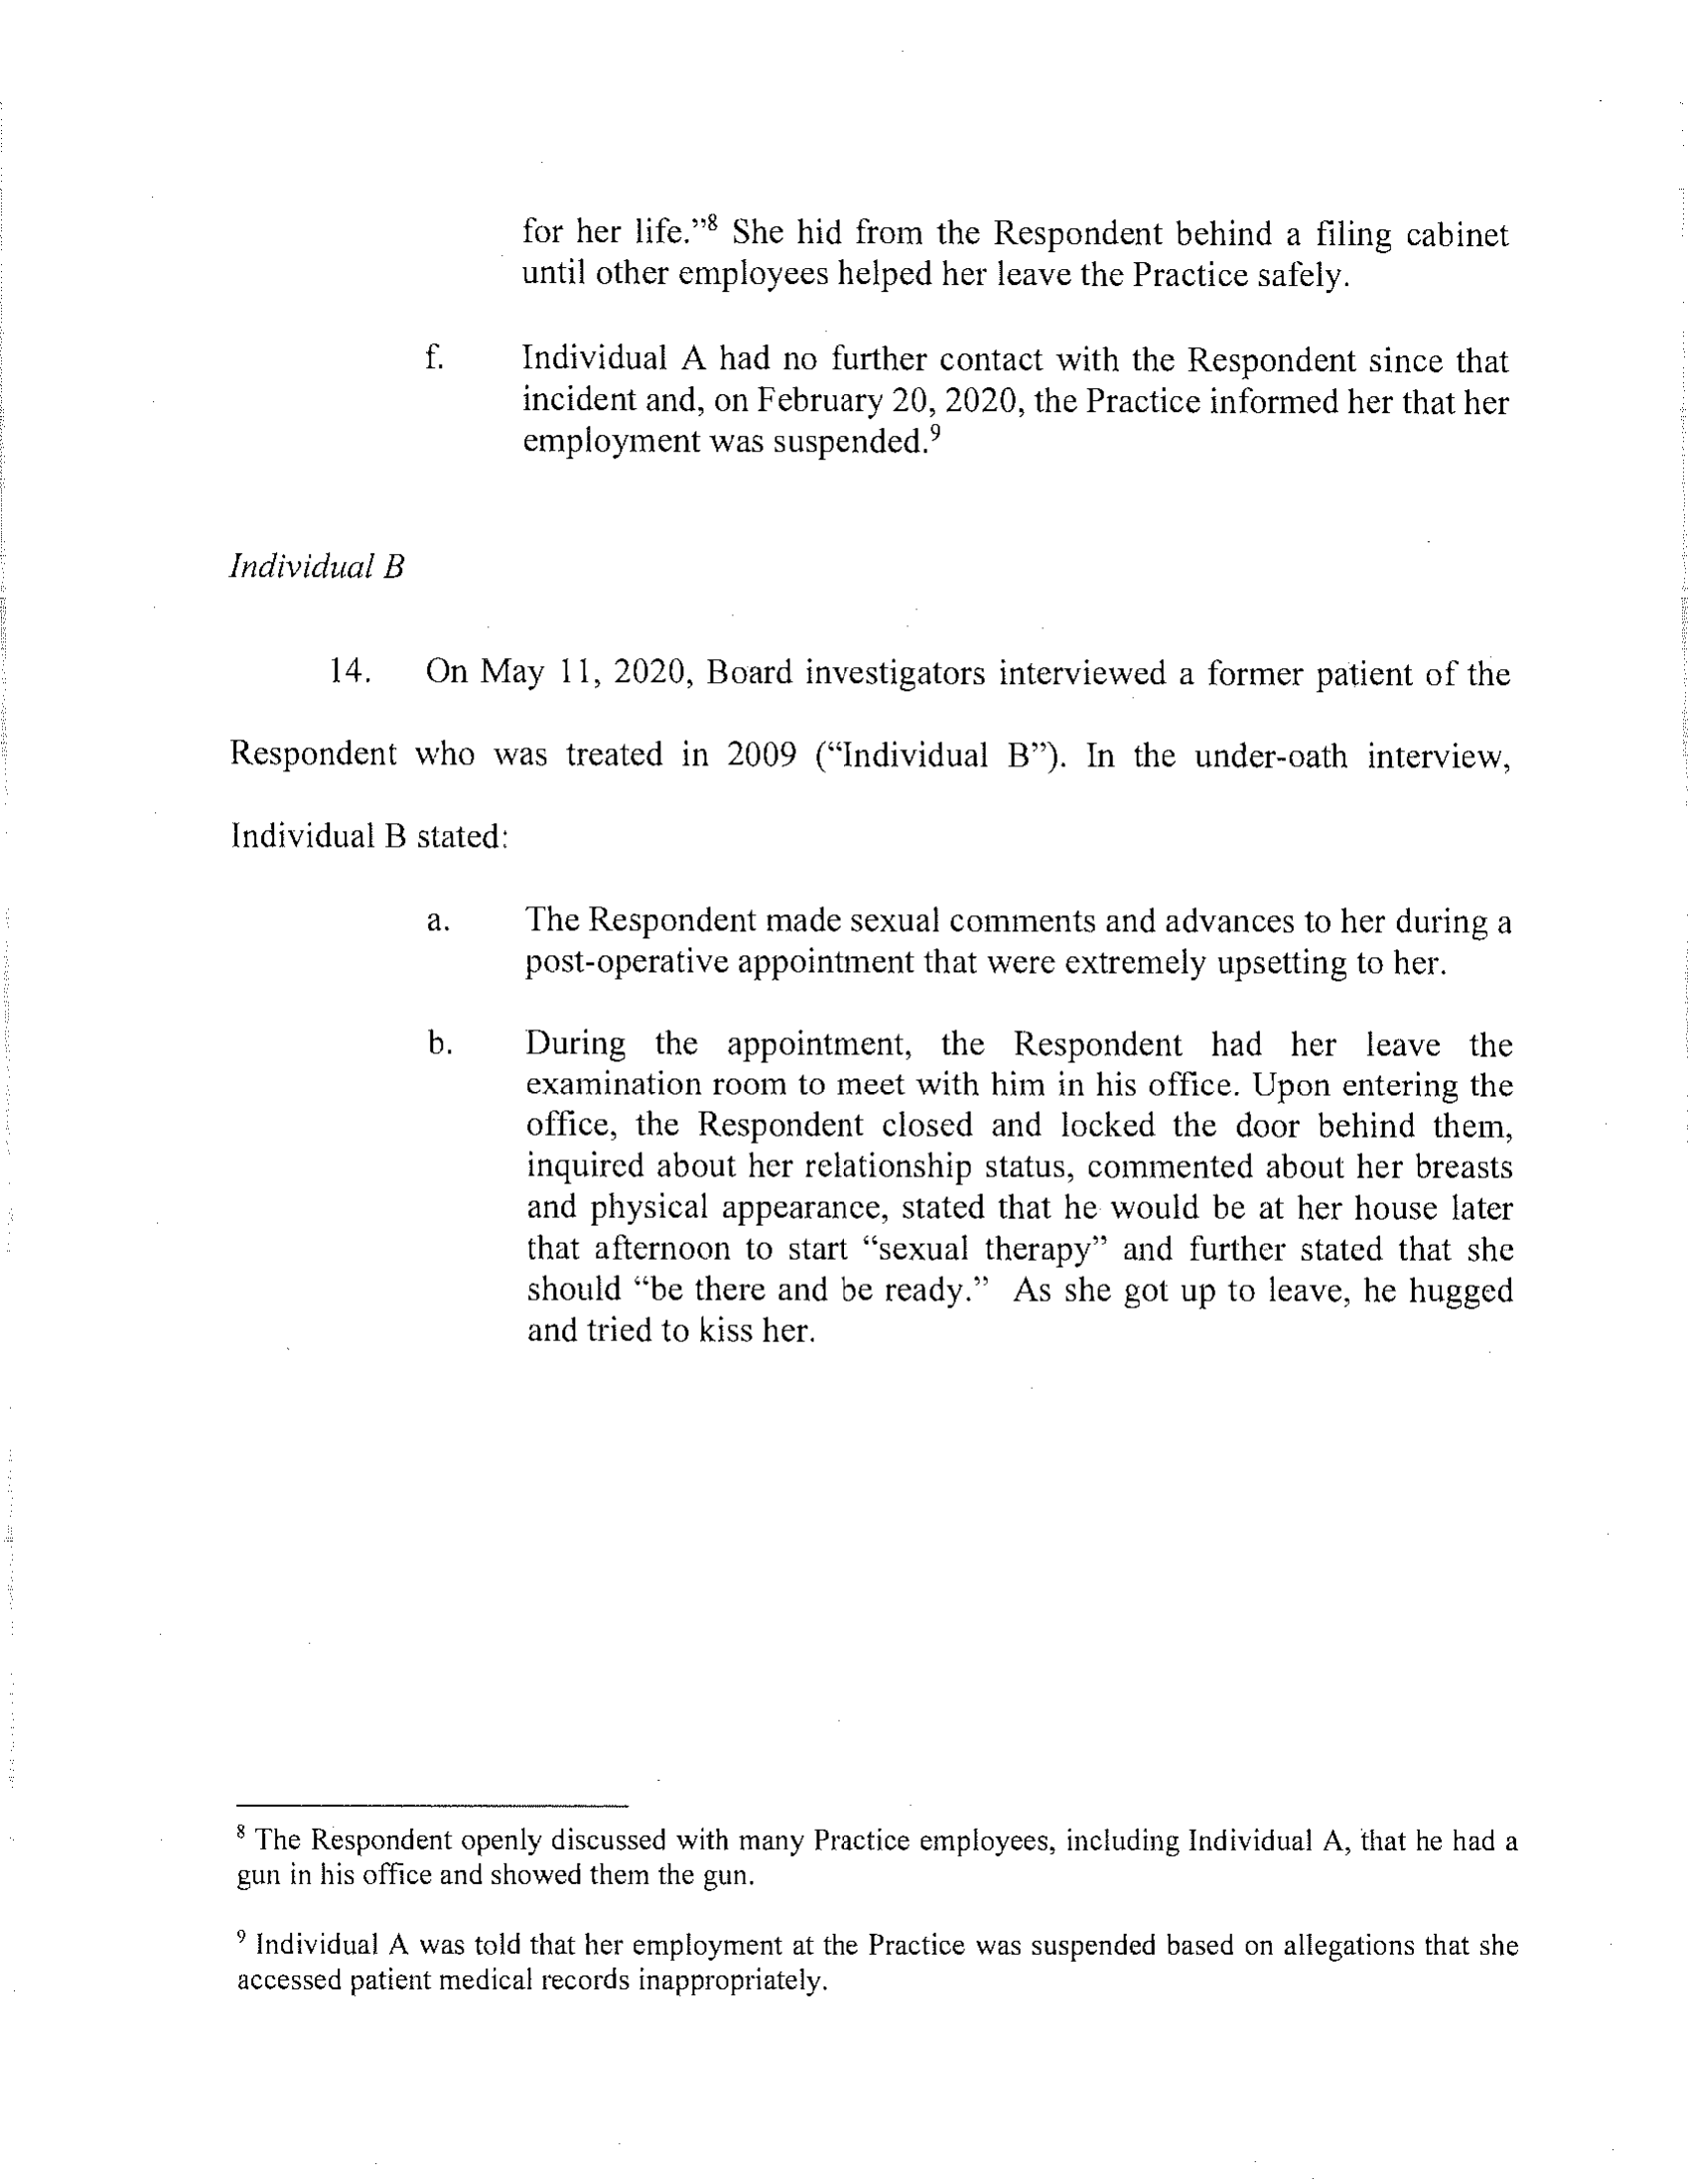 for her life.”⁸ She hid from the Respondent behind a filing cabinet
until other employees helped her leave the Practice safely.
f. Individual A had no further contact with the Respondent since that
incident and, on February 20, 2020, the Practice informed her that her
employment was suspended.⁹
Individual B
14. On May 11, 2020, Board investigators interviewed a former patient of the
Respondent who was treated in 2009 (“Individual B”). In the under-oath interview,
Individual B stated:
a. The Respondent made sexual comments and advances to her during a
post-operative appointment that were extremely upsetting to her.
b. During the appointment, the Respondent had her leave the
examination room to meet with him in his office. Upon entering the
office, the Respondent closed and locked the door behind them,
inquired about her relationship status, commented about her breasts
and physical appearance, stated that he would be at her house later
that afternoon to start “sexual therapy” and further stated that she
should “be there and be ready.” As she got up to leave, he hugged
and tried to kiss her.
⁸ The Respondent openly discussed with many Practice employees, including Individual A, that he had a
gun in his office and showed them the gun.
⁹ Individual A was told that her employment at the Practice was suspended based on allegations that she
accessed patient medical records inappropriately.